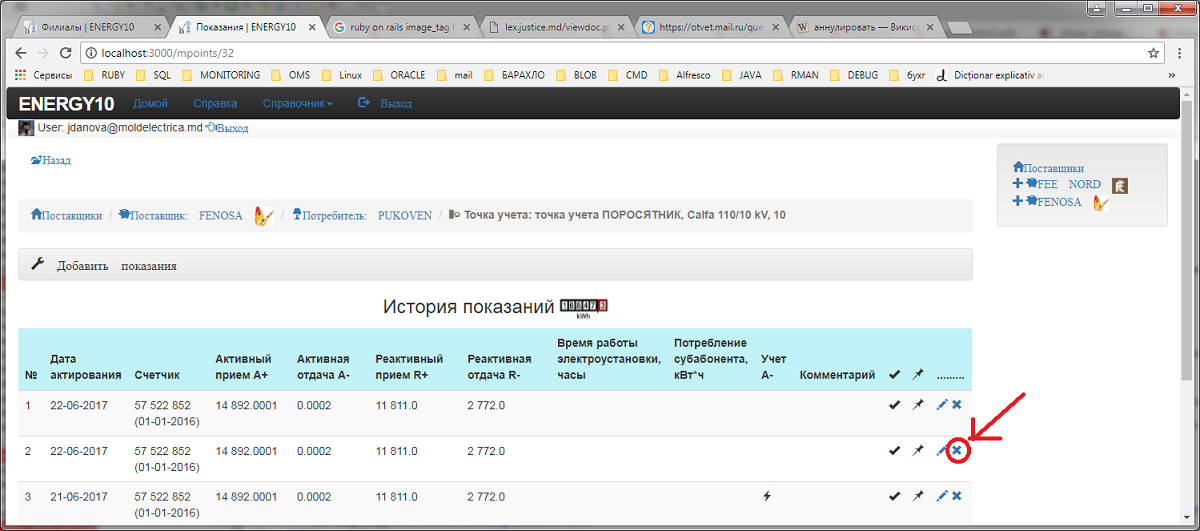 Филиалы | ENERGY10
Показания | ENERGY10
ruby on rails image_tag
lex.justice.md/viewdoc.p
https://otvet.mail.ru/que
аннулировать — Викис
localhost:3000/mpoints/32
Сервисы RUBY SQL MONITORING OMS Linux ORACLE mail БАРАХЛО BLOB CMD Alfresco JAVA RMAN DEBUG бухг Dicționar explicativ al »
ENERGY10 Домой Справка Справочник Выход
User: jdanova@moldelectrica.md Выход
Назад
Поставщики
FEE NORD
FENOSA
Поставщики / Поставщик: FENOSA / Потребитель: PUKOVEN / Точка учета: точка учета ПОРОСЯТНИК, Calfa 110/10 kV, 10
Добавить показания
История показаний 168473
kWh
№ Дата актирования Счетчик Активный прием A+ Активная отдача A- Реактивный прием R+ Реактивная отдача R- Время работы электроустановки, часы Потребление субабонента, кВт*ч Учет A- Комментарий .........
1 22-06-2017 57 522 852 (01-01-2016) 14 892.0001 0.0002 11 811.0 2 772.0
2 22-06-2017 57 522 852 (01-01-2016) 14 892.0001 0.0002 11 811.0 2 772.0
3 21-06-2017 57 522 852 (01-01-2016) 14 892.0001 0.0002 11 811.0 2 772.0